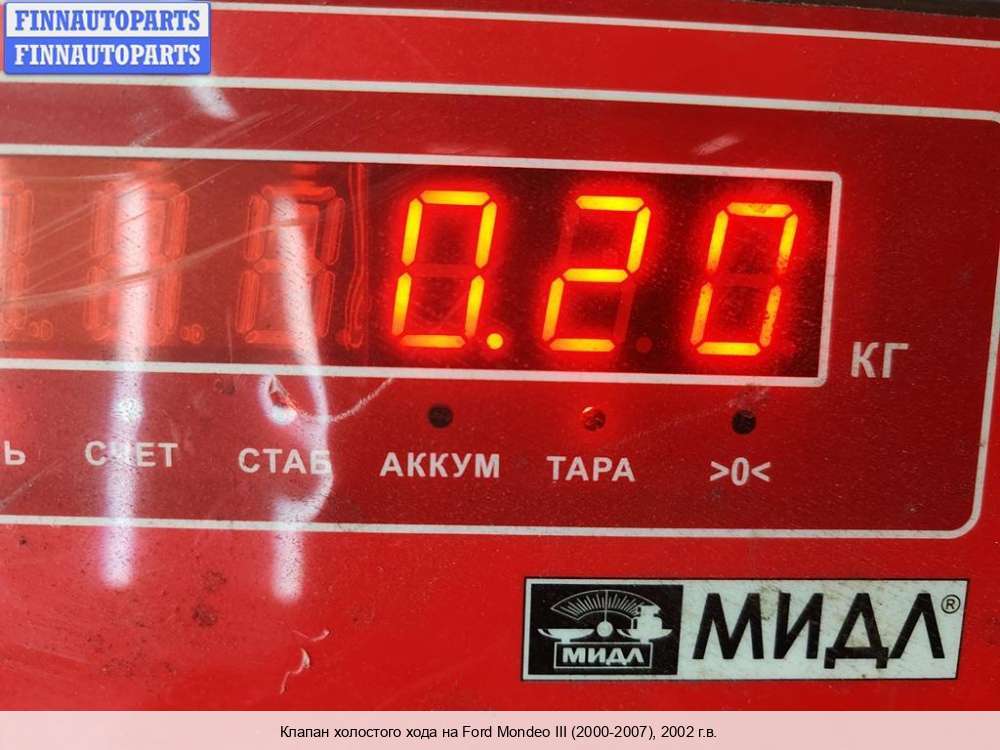 FINNAUTOPARTS
FINNAUTOPARTS
0.20
КГ
Ь СЧЕТ СТАБ АККУМ ТАРА >0<
МИДЛ МИДЛ®
Клапан холостого хода на Ford Mondeo III (2000-2007), 2002 г.в.